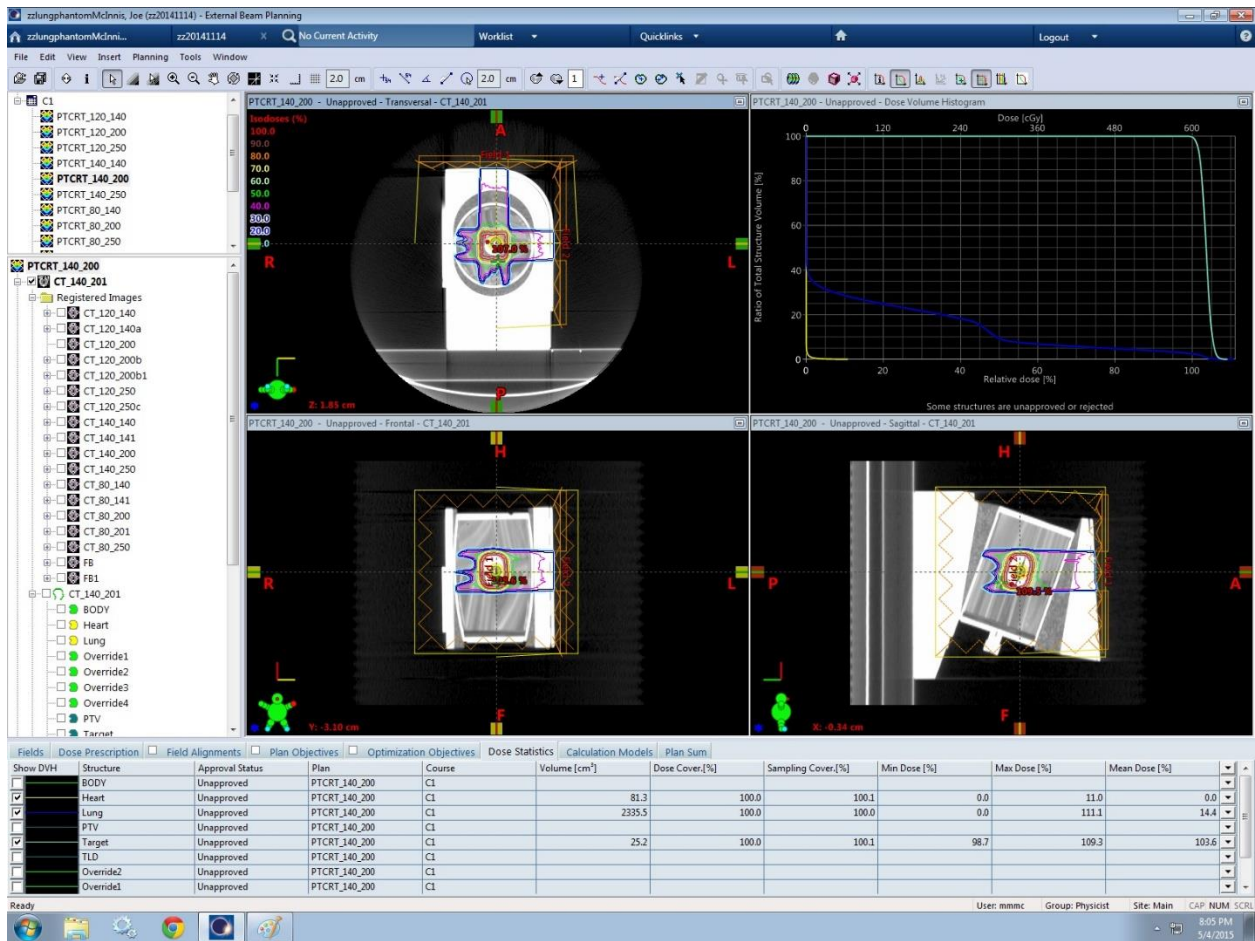 zzlungphantomMcInnis, Joe (zz20141114) - External Beam Planning
zzlungphantomMcInni... zz20141114 X No Current Activity Worklist Quicklinks Logout
File Edit View Insert Planning Tools Window
2.0 cm 2.0 cm 1
C1
PTCRT_120_140
PTCRT_120_200
PTCRT_120_250
PTCRT_140_140
PTCRT_140_200
PTCRT_140_250
PTCRT_80_140
PTCRT_80_200
PTCRT_80_250
PTCRT_140_200
CT_140_201
Registered Images
CT_120_140
CT_120_140a
CT_120_200
CT_120_200b
CT_120_200b1
CT_120_250
CT_120_250c
CT_140_140
CT_140_141
CT_140_200
CT_140_250
CT_80_140
CT_80_141
CT_80_200
CT_80_201
CT_80_250
FB
FB1
CT_140_201
BODY
Heart
Lung
Override1
Override2
Override3
Override4
PTV
Target
PTCRT_140_200 - Unapproved - Transversal - CT_140_201
Isodoses (%)
100.0
90.0
80.0
70.0
60.0
50.0
40.0
30.0
20.0
A
Field 1
Field 2
R
L
P
Z: 1.85 cm
PTCRT_140_200 - Unapproved - Dose Volume Histogram
Dose [cGy]
0 120 240 360 480 600
Ratio of Total Structure Volume [%]
100
80
60
40
20
0
0 20 40 60 80 100
Relative dose [%]
Some structures are unapproved or rejected
PTCRT_140_200 - Unapproved - Frontal - CT_140_201
H
Field 1
R
L
F
Y: -3.10 cm
PTCRT_140_200 - Unapproved - Sagittal - CT_140_201
H
Field 2
P
A
F
X: -0.34 cm
Fields Dose Prescription Field Alignments Plan Objectives Optimization Objectives Dose Statistics Calculation Models Plan Sum
Show DVH Structure Approval Status Plan Course Volume [cm³] Dose Cover.[%] Sampling Cover.[%] Min Dose [%] Max Dose [%] Mean Dose [%]
BODY Unapproved PTCRT_140_200 C1
Heart Unapproved PTCRT_140_200 C1 81.3 100.0 100.1 0.0 11.0 0.0
Lung Unapproved PTCRT_140_200 C1 2335.5 100.0 100.0 0.0 111.1 14.4
PTV Unapproved PTCRT_140_200 C1
Target Unapproved PTCRT_140_200 C1 25.2 100.0 100.1 98.7 109.3 103.6
TLD Unapproved PTCRT_140_200 C1
Override2 Unapproved PTCRT_140_200 C1
Override1 Unapproved PTCRT_140_200 C1
Ready User: mmmc Group: Physicist Site: Main CAP NUM SCRL
8:05 PM
5/4/2015